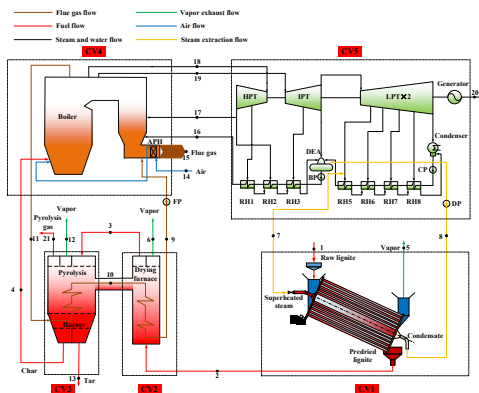 Flue gas flow
Vapor exhaust flow
Fuel flow
Air flow
Steam and water flow
Steam extraction flow
CV4
CV5
18
19
17
16
Boiler
APH
15
Flue gas
14
Air
HPT
IPT
LPT×2
Generator
20
Condenser
DEA
BP
CP
DP
RH1
RH2
RH3
RH5
RH6
RH7
RH8
FP
Vapor
Vapor
Pyrolysis
gas
11
21
12
3
6
9
4
10
Pyrolysis
Drying
furnace
Burner
Char
CV3
13
Tar
CV2
2
7
1
Raw lignite
Vapor
5
8
Superheated
steam
Condensate
Predried
lignite
CV1